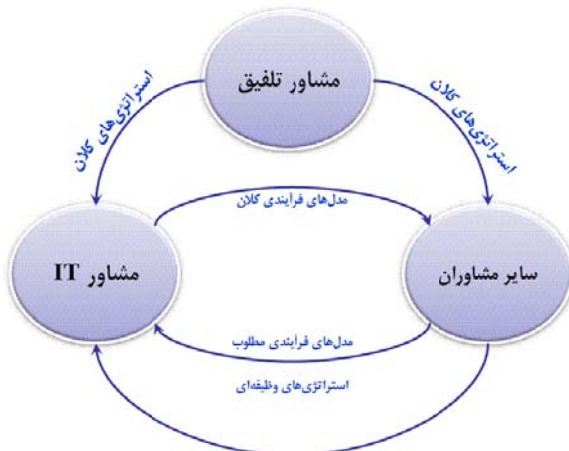 مشاور تلفیق
استراتژی‌های کلان
استراتژی‌های کلان
مدل‌های فرآیندی کلان
سایر مشاوران
مشاور IT
مدل‌های فرآیندی مطلوب
استراتژی‌های وظیفه‌ای